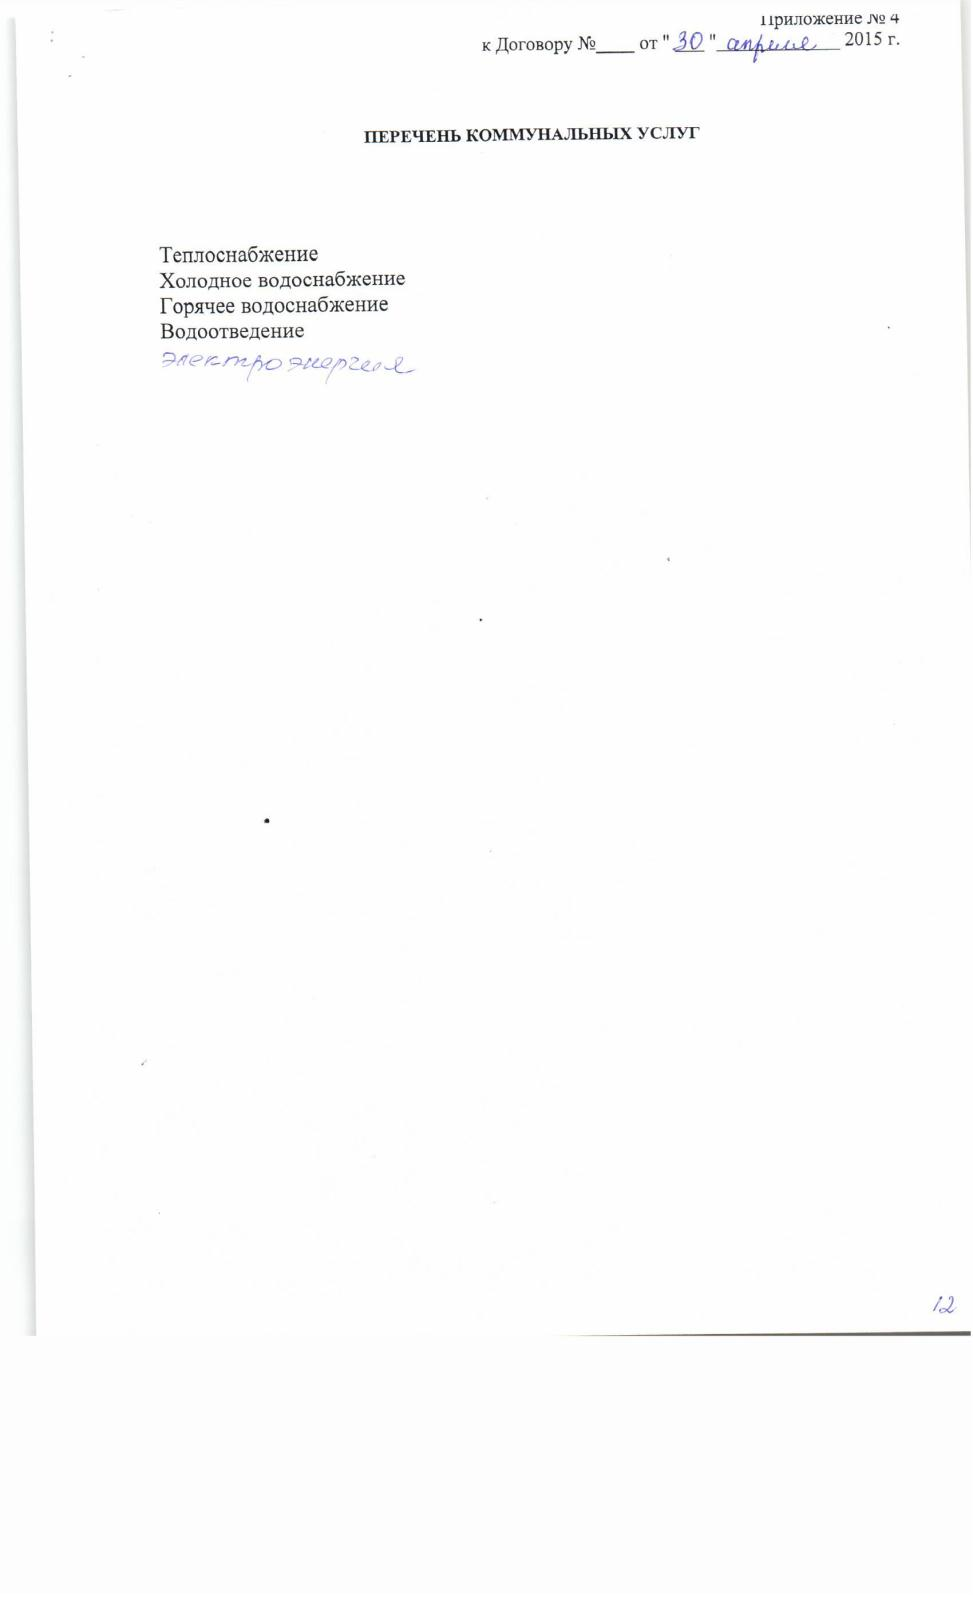 Приложение № 4
к Договору №____ от "30" апреля 2015 г.
ПЕРЕЧЕНЬ КОММУНАЛЬНЫХ УСЛУГ
Теплоснабжение
Холодное водоснабжение
Горячее водоснабжение
Водоотведение
электроэнергия
12